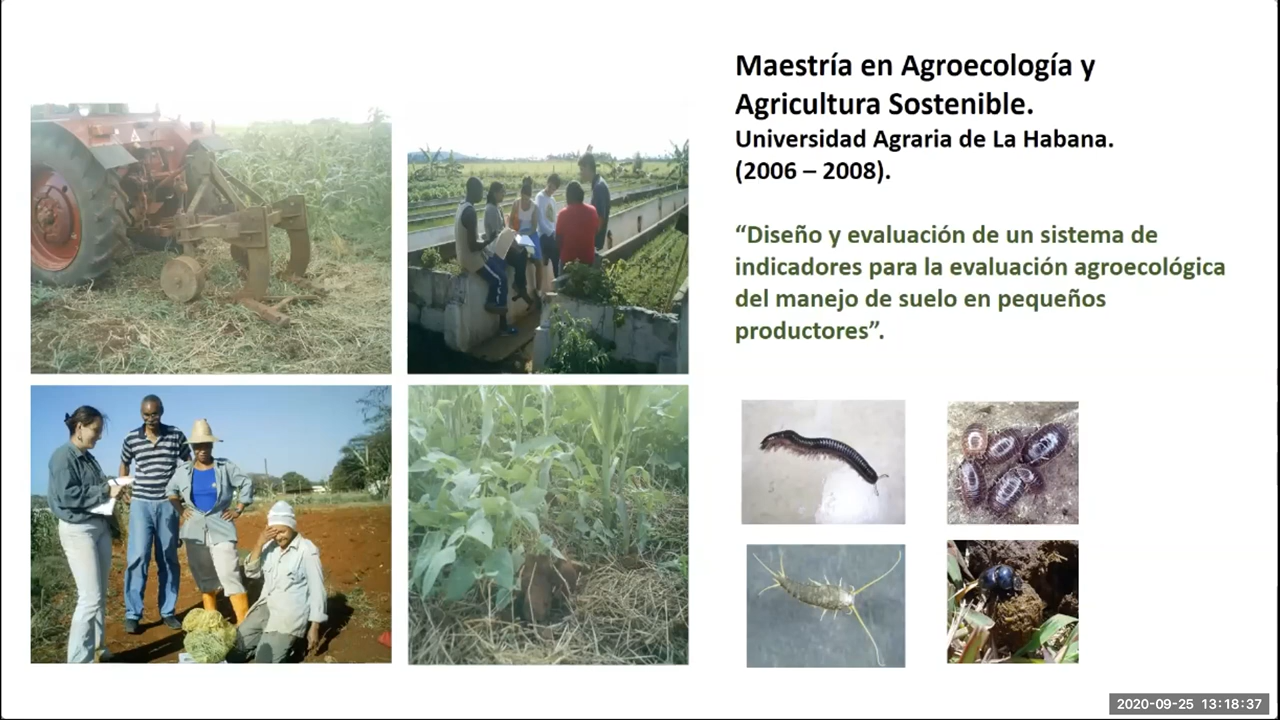 Maestría en Agroecología y
Agricultura Sostenible.
Universidad Agraria de La Habana.
(2006 – 2008).
“Diseño y evaluación de un sistema de
indicadores para la evaluación agroecológica
del manejo de suelo en pequeños
productores”.
2020-09-25 13:18:37